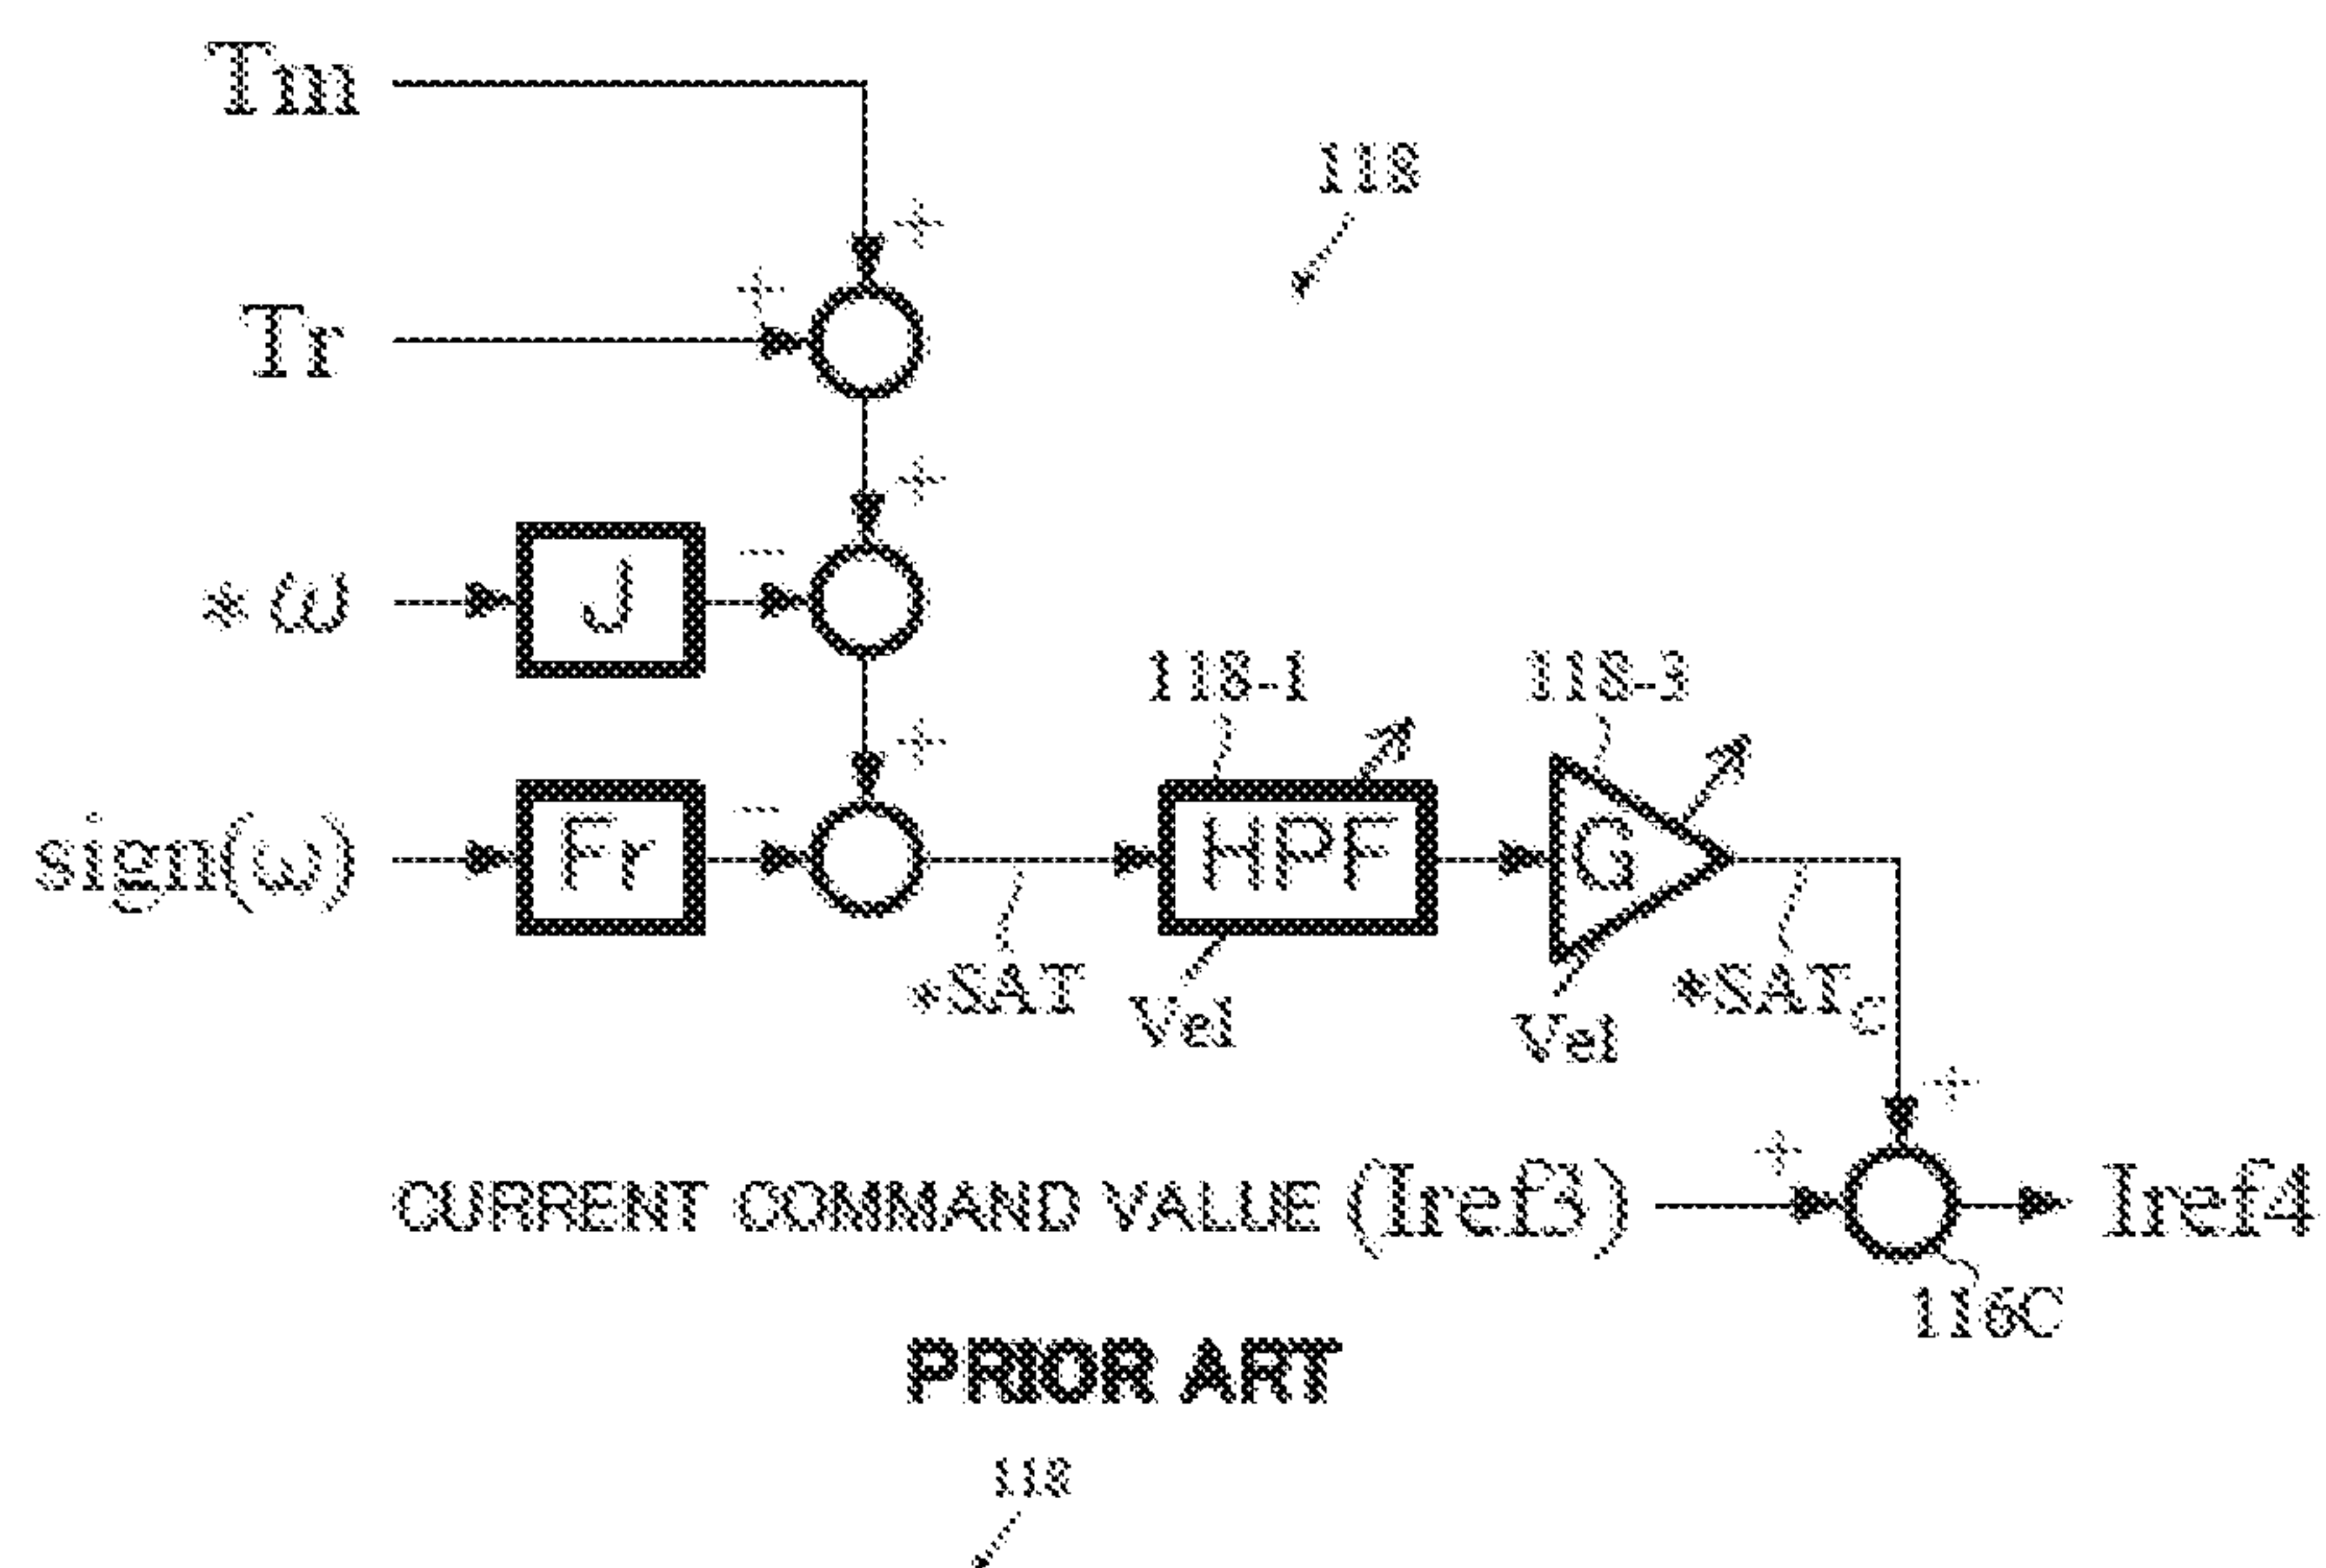 Tm
118
Tr
*ω
J
118-1
118-3
sign(ω)
Fr
HPF
G
*SAT
Vel
Vel
*SATC
CURRENT COMMAND VALUE (Iref3)
Iref4
116C
PRIOR ART
118